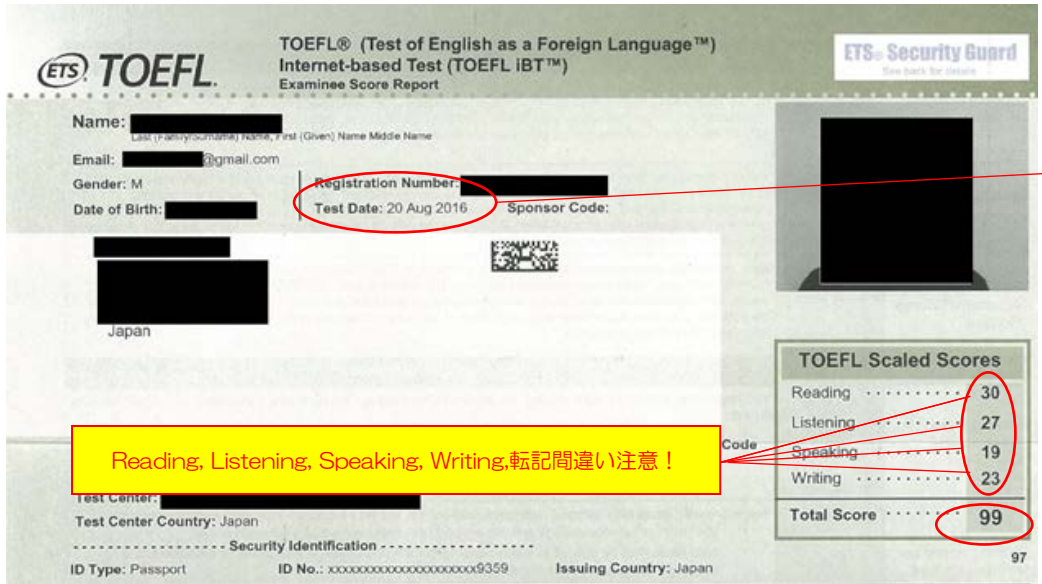 ETS TOEFL
TOEFL® (Test of English as a Foreign Language™)
Internet-based Test (TOEFL iBT™)
Examinee Score Report
ETS® Security Guard
See back for details
Name:
Last (Family/Surname) Name, First (Given) Name Middle Name
Email: @gmail.com
Gender: M
Registration Number:
Date of Birth:
Test Date: 20 Aug 2016 Sponsor Code:
Japan
TOEFL Scaled Scores
Reading 30
Listening 27
Speaking 19
Writing 23
Total Score 99
Code
Reading, Listening, Speaking, Writing,転記間違い注意！
Test Center:
Test Center Country: Japan
Security Identification
ID Type: Passport ID No.: xxxxxxxxxxxxxxxxxxxxxx9359 Issuing Country: Japan
97